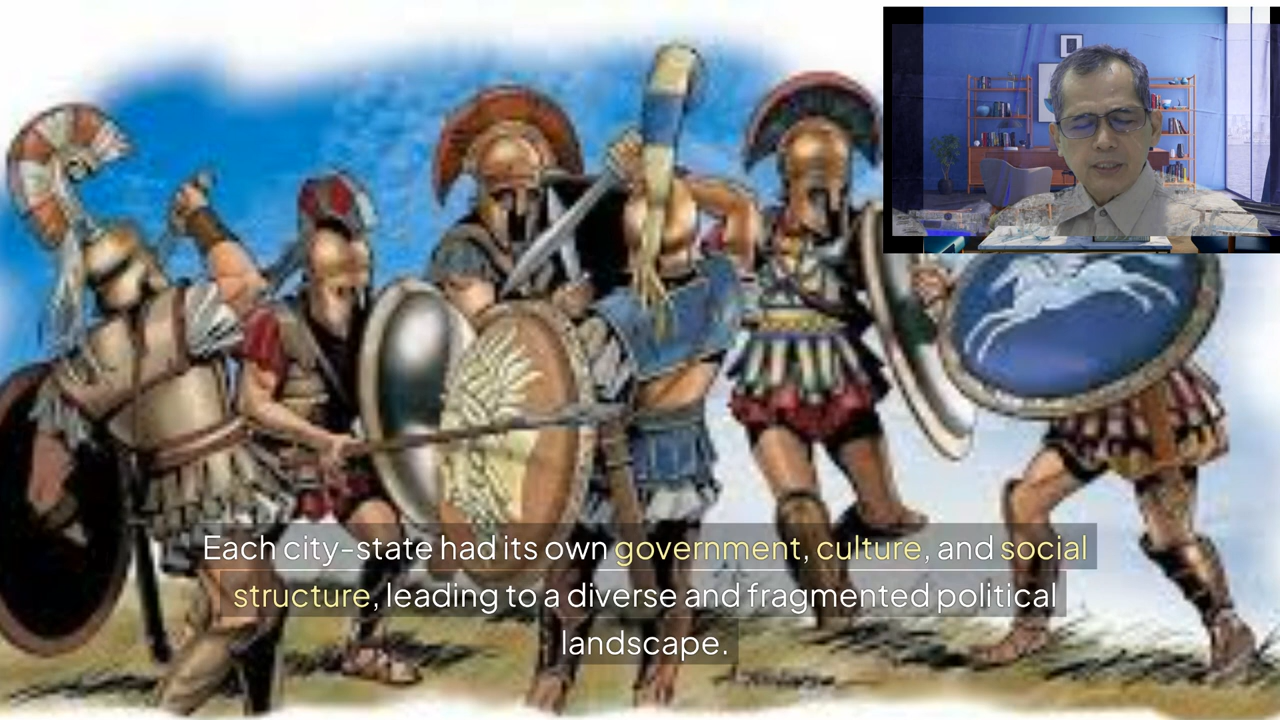 Each city-state had its own government, culture, and social
structure, leading to a diverse and fragmented political
landscape.